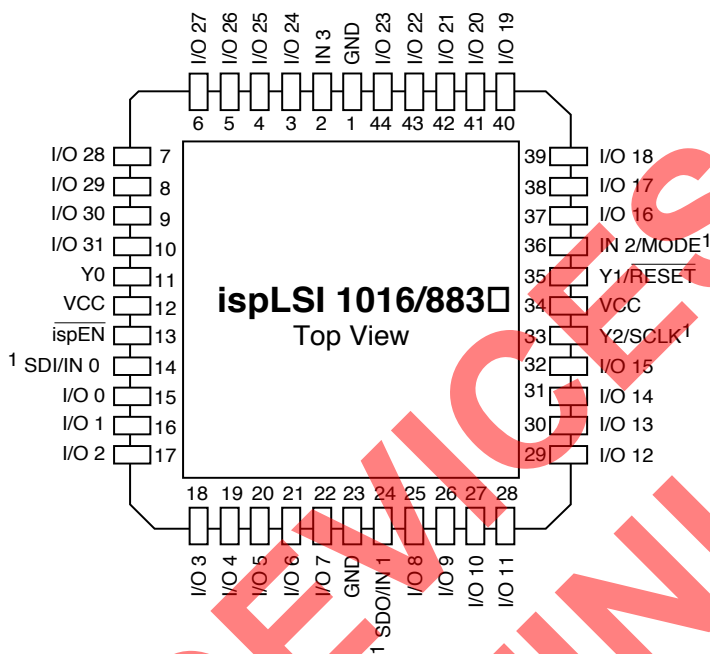 I/O 27 I/O 26 I/O 25 I/O 24 IN 3 GND I/O 23 I/O 22 I/O 21 I/O 20 I/O 19
6 5 4 3 2 1 44 43 42 41 40
I/O 28 7 39 I/O 18
I/O 29 8 38 I/O 17
I/O 30 9 37 I/O 16
I/O 31 10 36 IN 2/MODE1
Y0 11 35 Y1/RESET
VCC 12 34 VCC
ispEN 13 33 Y2/SCLK1
1 SDI/IN 0 14 32 I/O 15
I/O 0 15 31 I/O 14
I/O 1 16 30 I/O 13
I/O 2 17 29 I/O 12
ispLSI 1016/883□
Top View
18 19 20 21 22 23 24 25 26 27 28
I/O 3 I/O 4 I/O 5 I/O 6 I/O 7 GND 1 SDO/IN 1 I/O 8 I/O 9 I/O 10 I/O 11
DEVICES